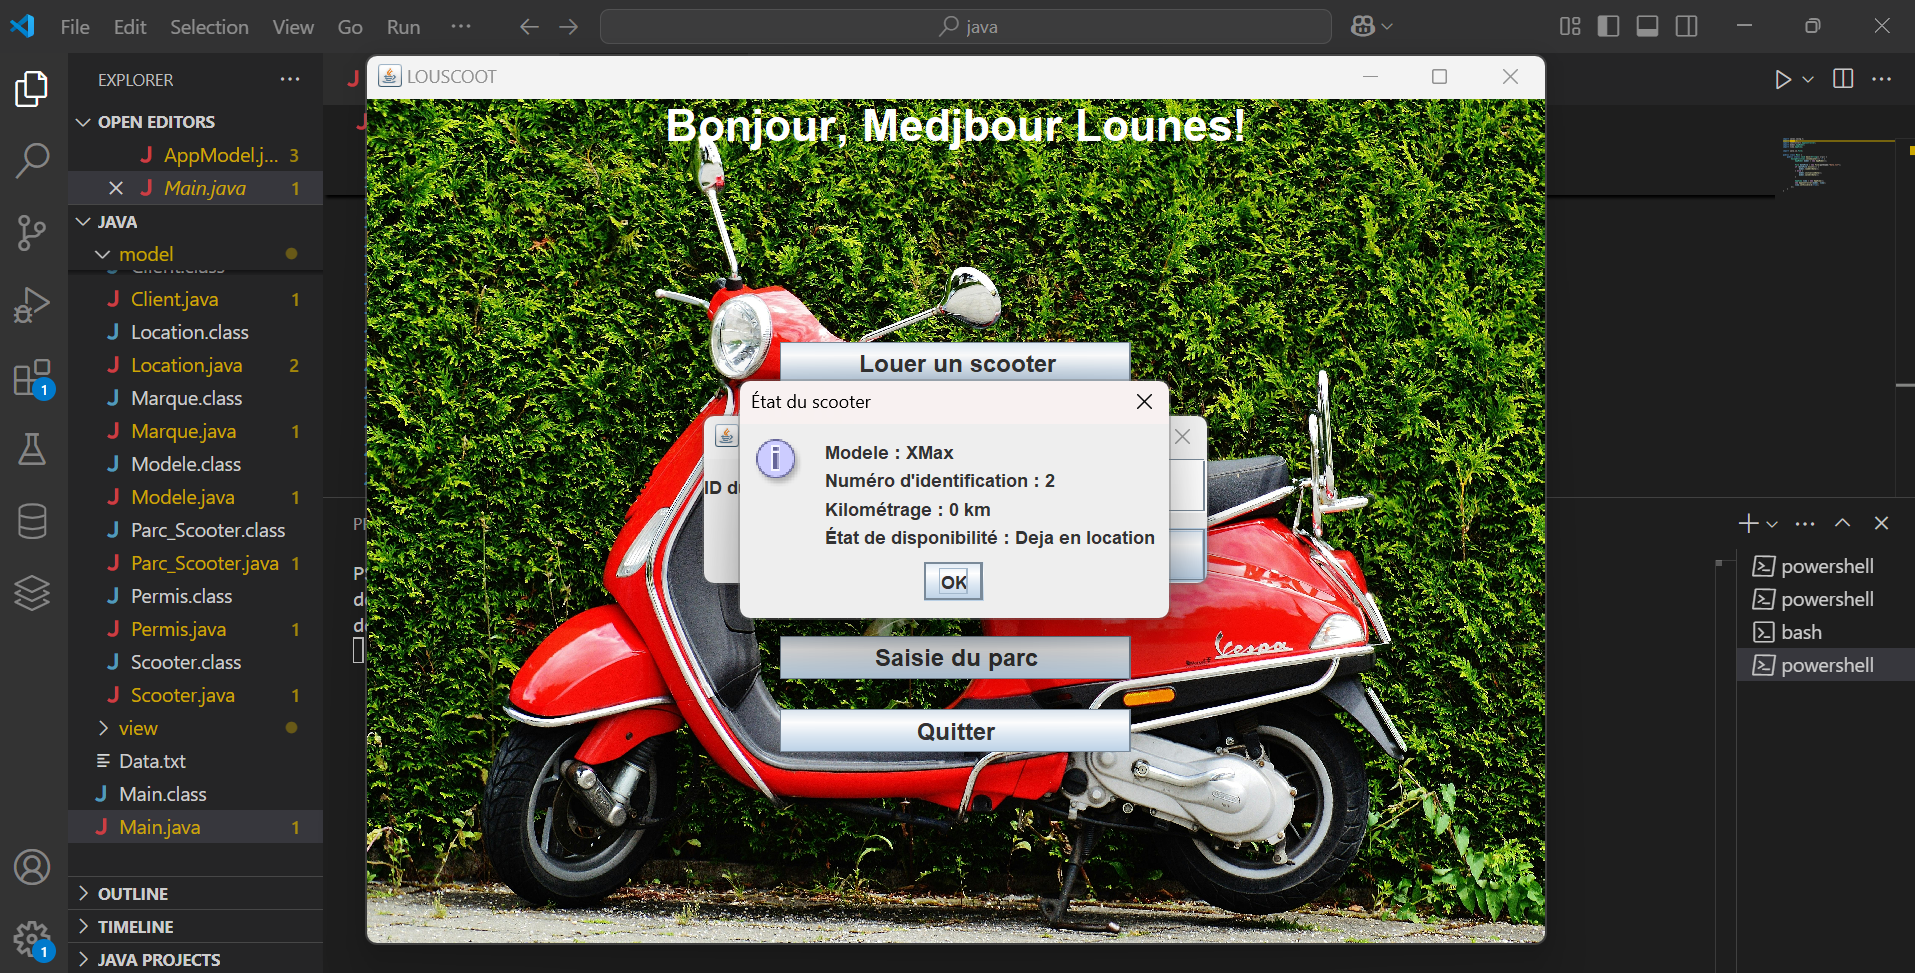 File Edit Selection View Go Run ···
java
EXPLORER ···
OPEN EDITORS
AppModel.j... 3
Main.java 1
JAVA
model
Client.class
Client.java 1
Location.class
Location.java 2
Marque.class
Marque.java 1
Modele.class
Modele.java 1
Parc_Scooter.class
Parc_Scooter.java 1
Permis.class
Permis.java 1
Scooter.class
Scooter.java 1
view
Data.txt
Main.class
Main.java 1
OUTLINE
TIMELINE
JAVA PROJECTS
1
1
LOUSCOOT
Bonjour, Medjbour Lounes!
Louer un scooter
État du scooter
Modele : XMax
Numéro d'identification : 2
Kilométrage : 0 km
État de disponibilité : Deja en location
OK
ID
Saisie du parc
Quitter
Vespa
powershell
powershell
bash
powershell